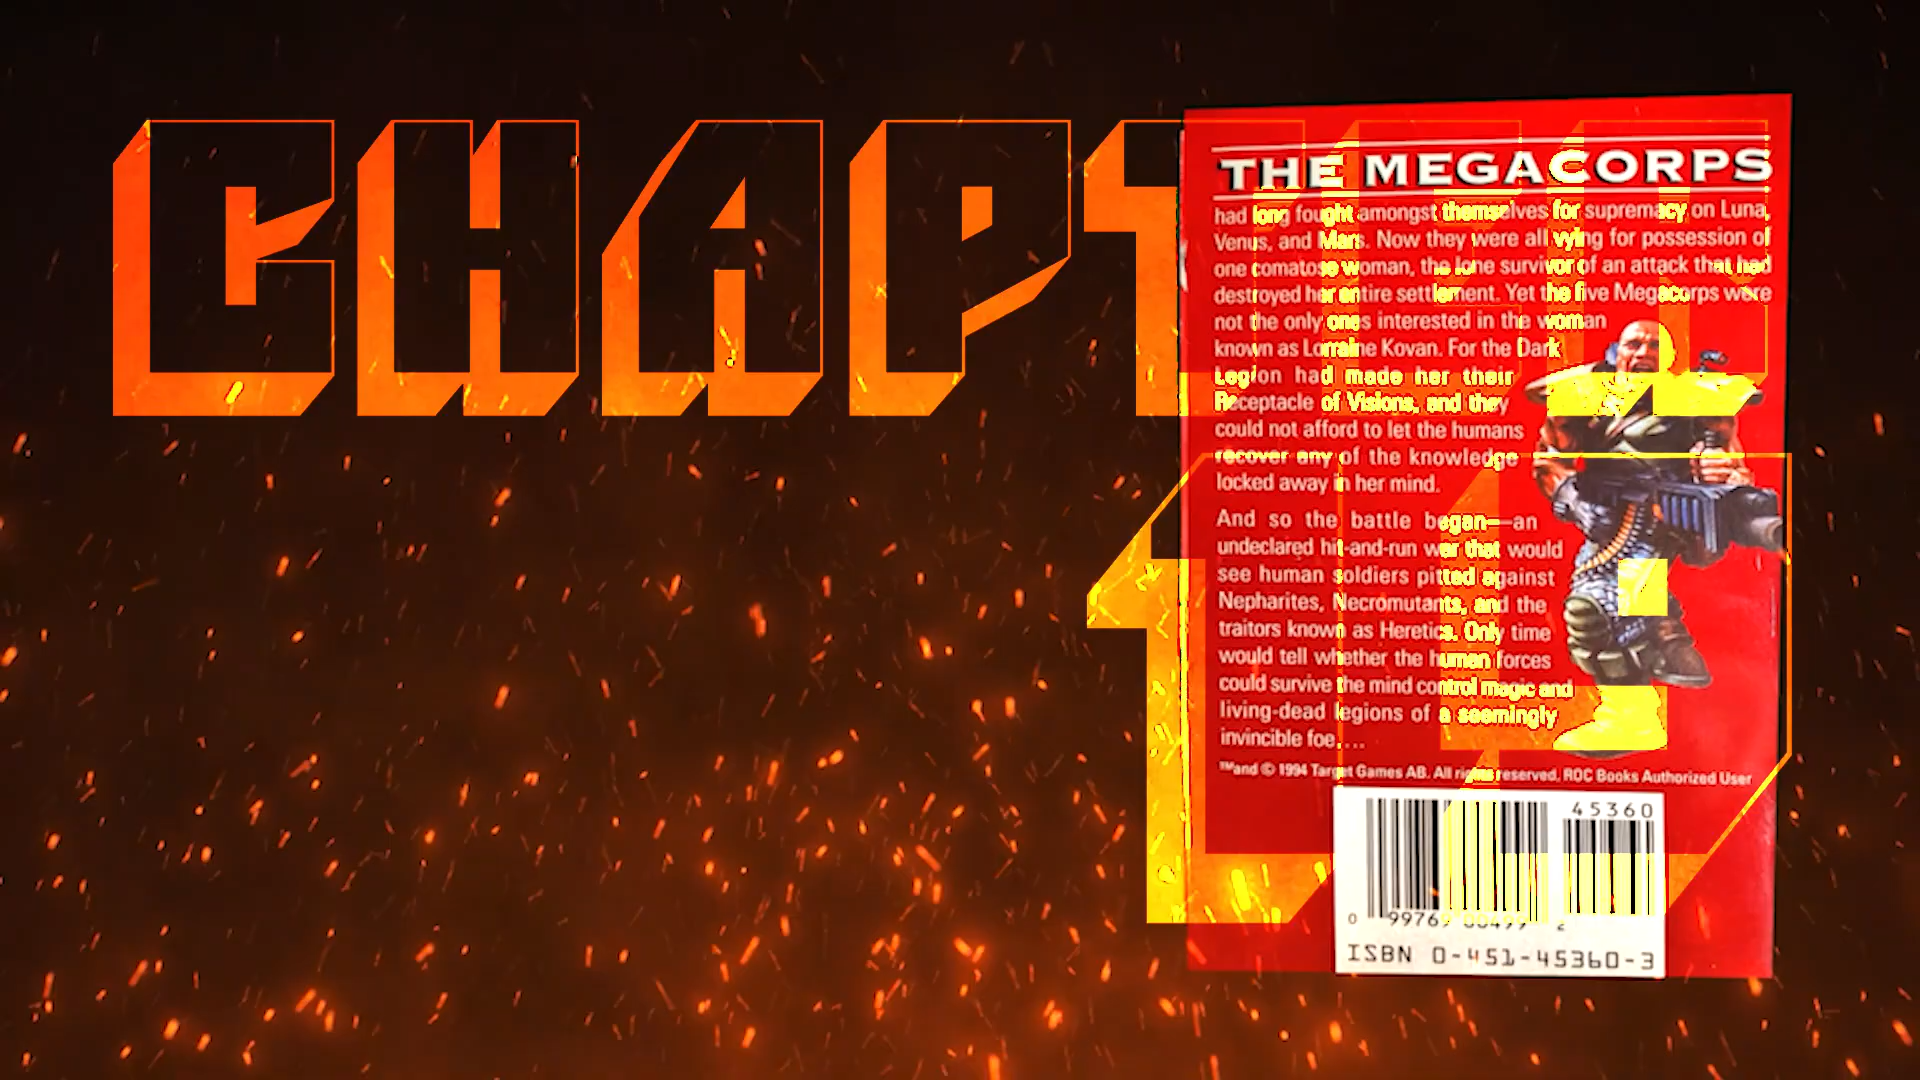 CHAPTER
THE MEGACORPS
had long fought amongst themselves for supremacy on Luna,
Venus, and Mars. Now they were all vying for possession of
one comatose woman, the lone survivor of an attack that had
destroyed her entire settlement. Yet the five Megacorps were
not the only ones interested in the woman
known as Lorraine Kovan. For the Dark
Legion had made her their
Receptacle of Visions, and they
could not afford to let the humans
recover any of the knowledge
locked away in her mind.
And so the battle began—an
undeclared hit-and-run war that would
see human soldiers pitted against
Nepharites, Necromutants, and the
traitors known as Heretics. Only time
would tell whether the human forces
could survive the mind control magic and
living-dead legions of a seemingly
invincible foe....
™and © 1994 Target Games AB. All rights reserved. ROC Books Authorized User
45360
0 99769 00499 2
ISBN 0-451-45360-3